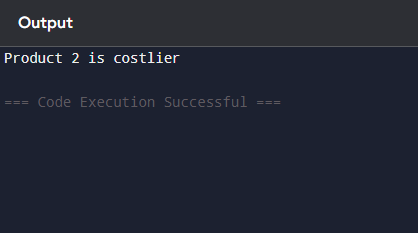 Output
Product 2 is costlier
=== Code Execution Successful ===